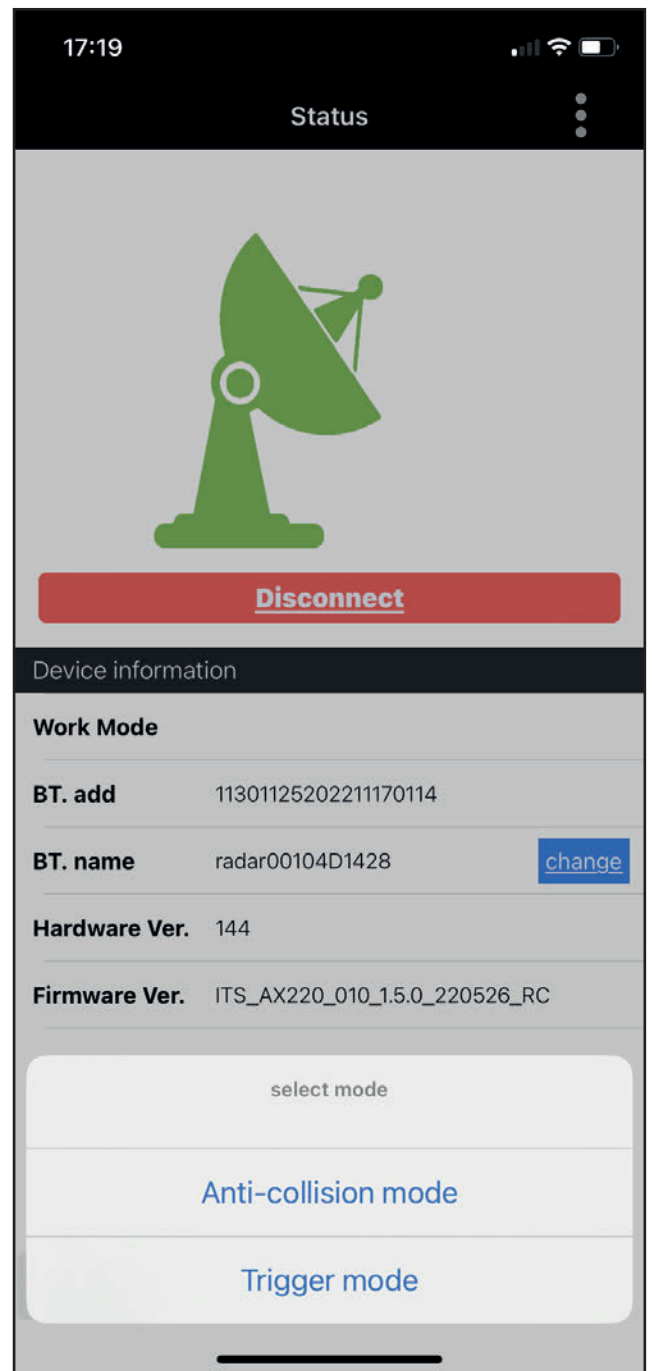 17:19
Status
Disconnect
Device information
Work Mode
BT. add 11301125202211170114
BT. name radar00104D1428 change
Hardware Ver. 144
Firmware Ver. ITS_AX220_010_1.5.0_220526_RC
select mode
Anti-collision mode
Trigger mode